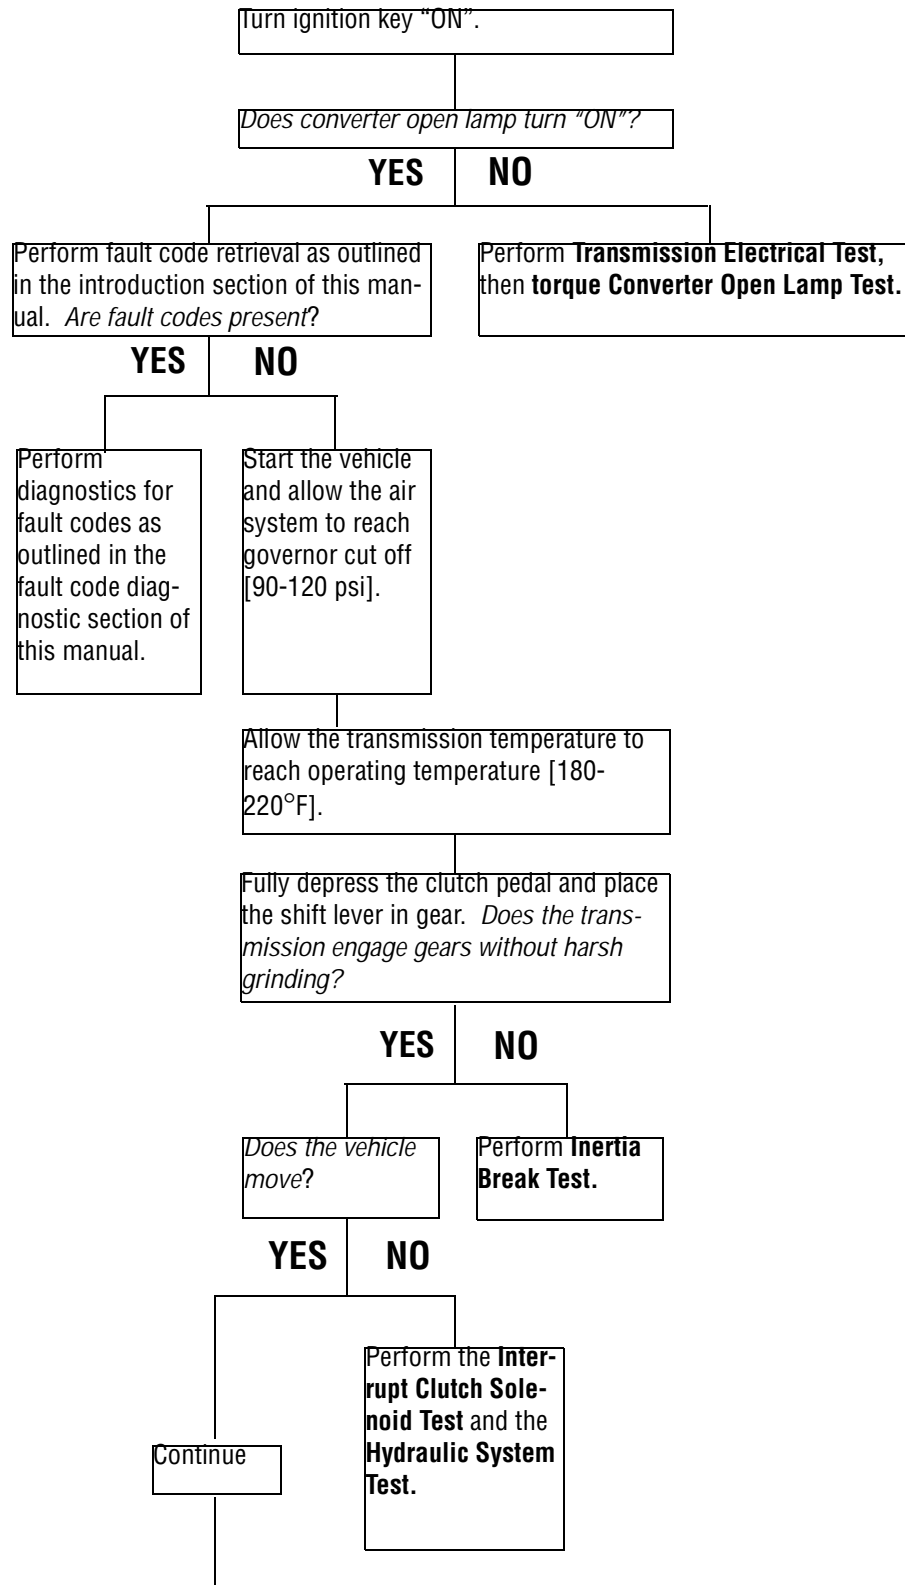 Turn ignition key “ON”.
Does converter open lamp turn “ON”?
YES NO
Perform fault code retrieval as outlined
in the introduction section of this man-
ual. Are fault codes present?
Perform Transmission Electrical Test,
then torque Converter Open Lamp Test.
YES NO
Perform
diagnostics for
fault codes as
outlined in the
fault code diag-
nostic section of
this manual.
Start the vehicle
and allow the air
system to reach
governor cut off
[90-120 psi].
Allow the transmission temperature to
reach operating temperature [180-
220°F].
Fully depress the clutch pedal and place
the shift lever in gear. Does the trans-
mission engage gears without harsh
grinding?
YES NO
Does the vehicle
move?
Perform Inertia
Break Test.
YES NO
Perform the Inter-
rupt Clutch Sole-
noid Test and the
Hydraulic System
Test.
Continue